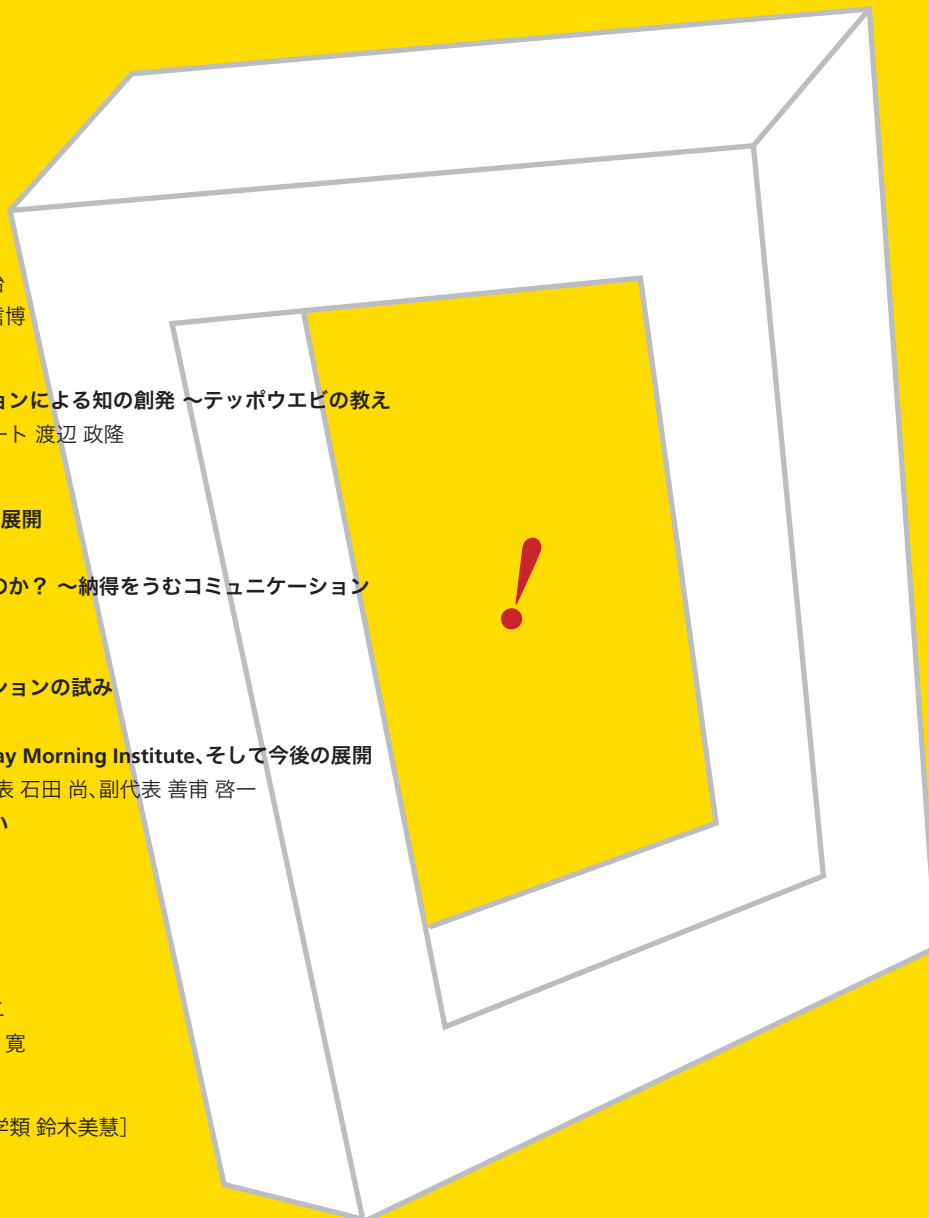 台
信博
ョンによる知の創発 ～テッポウエビの教え
ート 渡辺 政隆
展開
のか？ ～納得をうむコミュニケーション
ションの試み
ay Morning Institute、そして今後の展開
表 石田 尚、副代表 善甫 啓一
い
寛
学類 鈴木美慧］
!